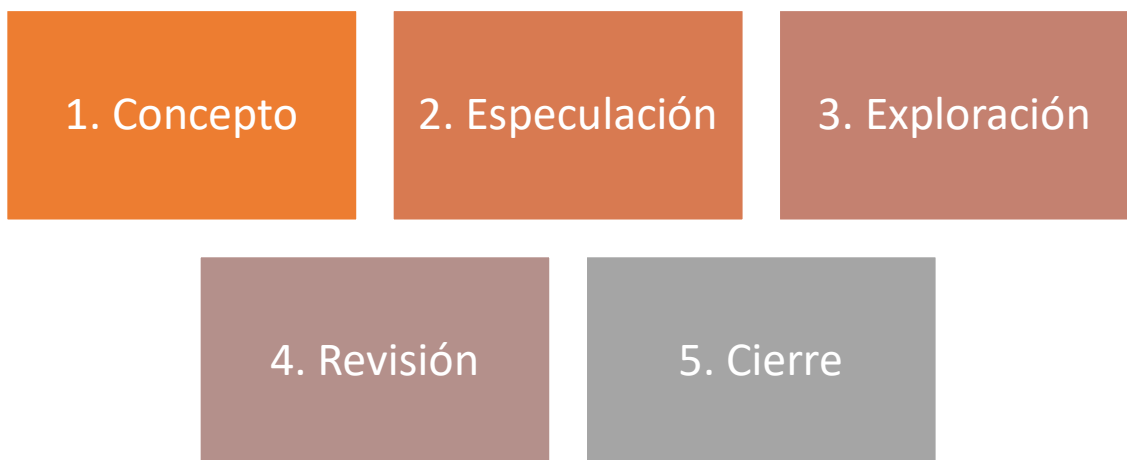 1. Concepto
2. Especulación
3. Exploración
4. Revisión
5. Cierre